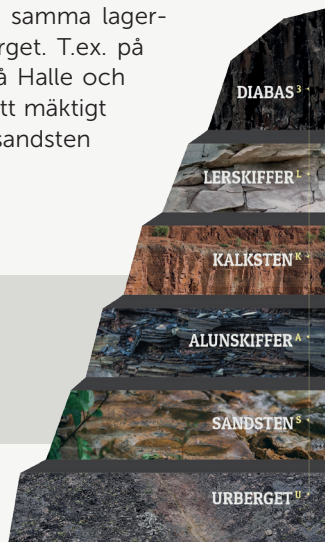 samma lager-
rget. T.ex. på
å Halle och
tt mäktigt
sandsten
DIABAS³
LERSKIFFER ᴸ
KALKSTEN ᴷ
ALUNSKIFFER ᴬ
SANDSTEN ˢ
URBERGET ᵁ